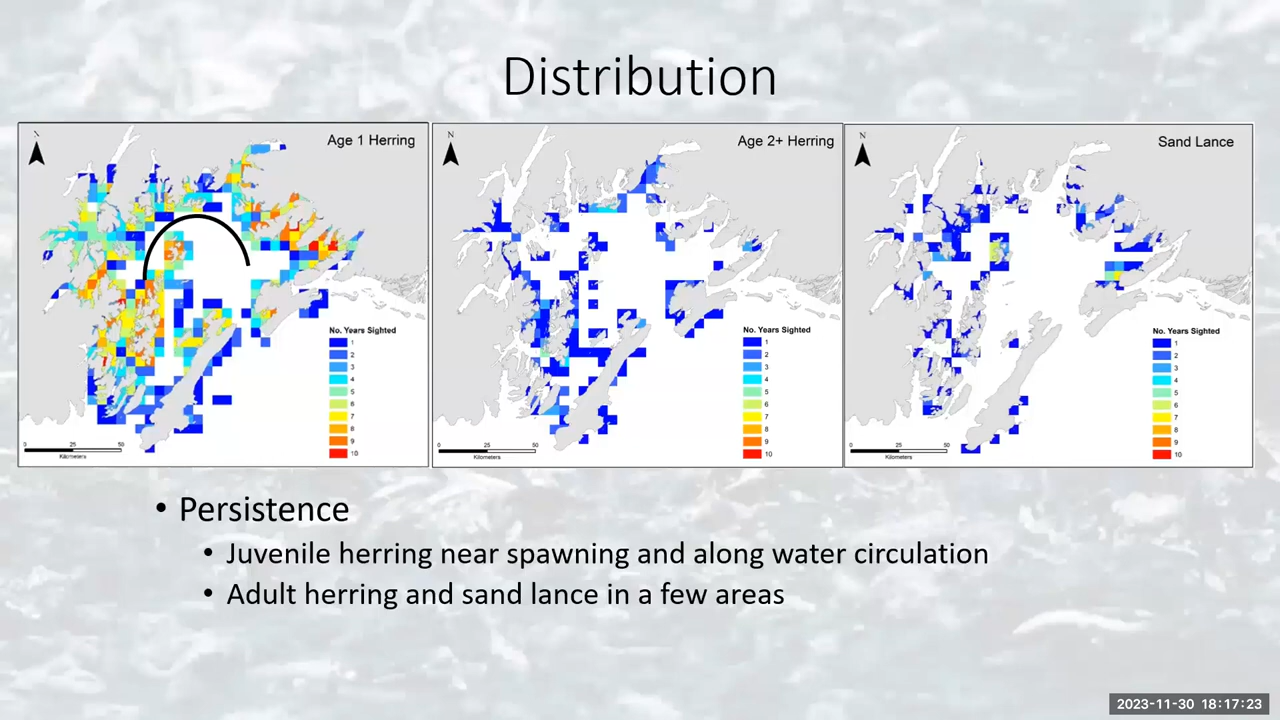 Distribution
N
Age 1 Herring
No. Years Sighted
1
2
3
4
5
6
7
8
9
10
0 25 50
Kilometers
N
Age 2+ Herring
No. Years Sighted
1
2
3
4
5
6
7
8
9
10
0 25 50
Kilometers
N
Sand Lance
No. Years Sighted
1
2
3
4
5
6
7
8
9
10
0 25 50
Kilometers
• Persistence
• Juvenile herring near spawning and along water circulation
• Adult herring and sand lance in a few areas
2023-11-30 18:17:23